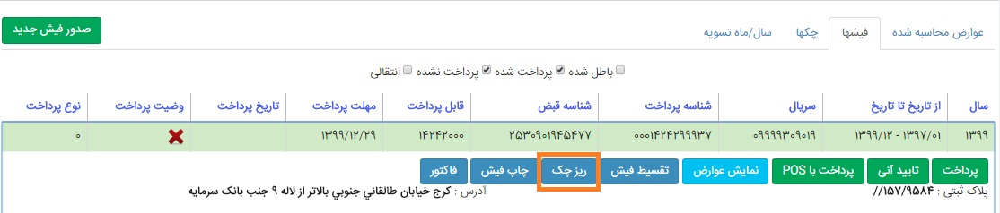 عوارض محاسبه شده فیشها چکها سال/ماه تسویه صدور فیش جدید
باطل شده پرداخت شده پرداخت نشده انتقالی
سال از تاریخ تا تاریخ سریال شناسه پرداخت شناسه قبض قابل پرداخت مهلت پرداخت تاریخ پرداخت وضیت پرداخت نوع پرداخت
۱۳۹۹ ۱۳۹۷/۰۱ - ۱۳۹۹/۱۲ ۰۹۹۹۹۳۰۹۰۱۹ ۰۰۰۱۴۲۴۲۹۹۹۳۷ ۲۵۳۰۹۰۱۹۴۵۴۷۷ ۱۴۲۴۲۰۰۰ ۱۳۹۹/۱۲/۲۹ ۰
پرداخت تایید آنی پرداخت با POS نمایش عوارض تقسیط فیش ریز چک چاپ فیش فاکتور
پلاک ثبتی : ۱۵۷/۹۵۸۴// آدرس : کرج خیابان طالقاني جنوبي بالاتر از لاله ۹ جنب بانک سرمایه